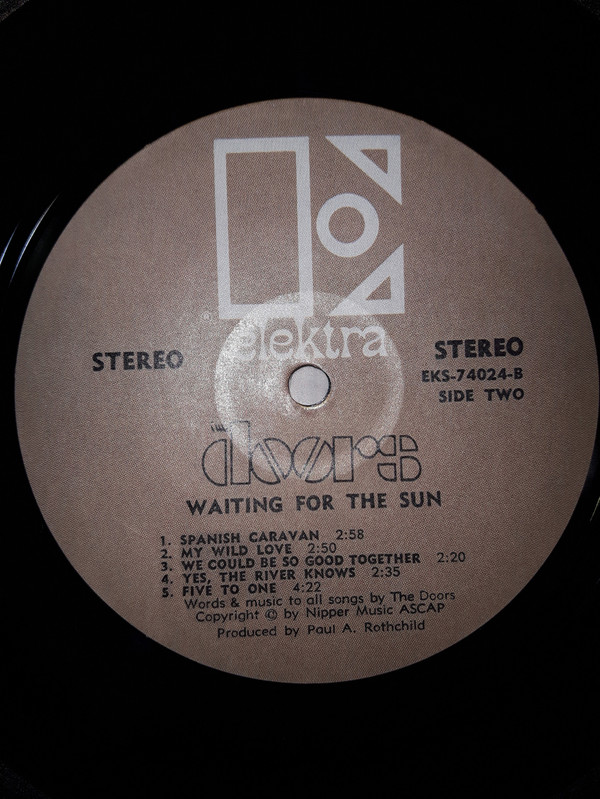 elektra
STEREO
STEREO
EKS-74024-B
SIDE TWO
the doors
WAITING FOR THE SUN
1. SPANISH CARAVAN 2:58
2. MY WILD LOVE 2:50
3. WE COULD BE SO GOOD TOGETHER 2:20
4. YES, THE RIVER KNOWS 2:35
5. FIVE TO ONE 4:22
Words & music to all songs by The Doors
Copyright © by Nipper Music ASCAP
Produced by Paul A. Rothchild